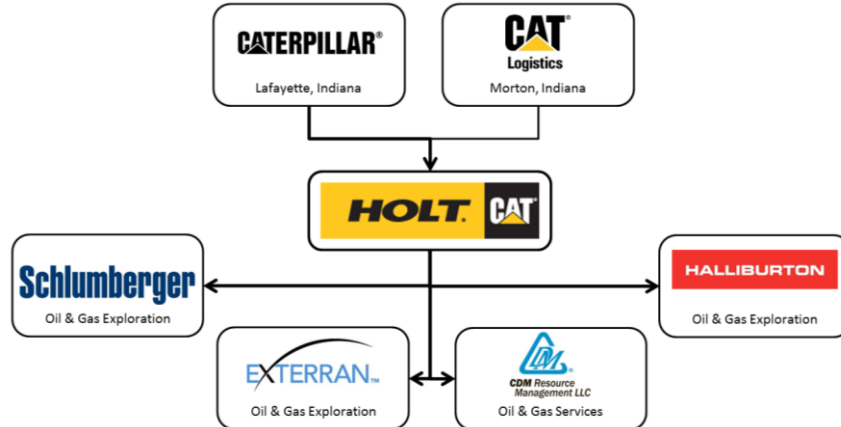 CATERPILLAR®
Lafayette, Indiana
CAT
Logistics
Morton, Indiana
HOLT. CAT
Schlumberger
Oil & Gas Exploration
HALLIBURTON
Oil & Gas Exploration
EXTERRAN™
Oil & Gas Exploration
CDM®
CDM Resource
Management LLC
Oil & Gas Services